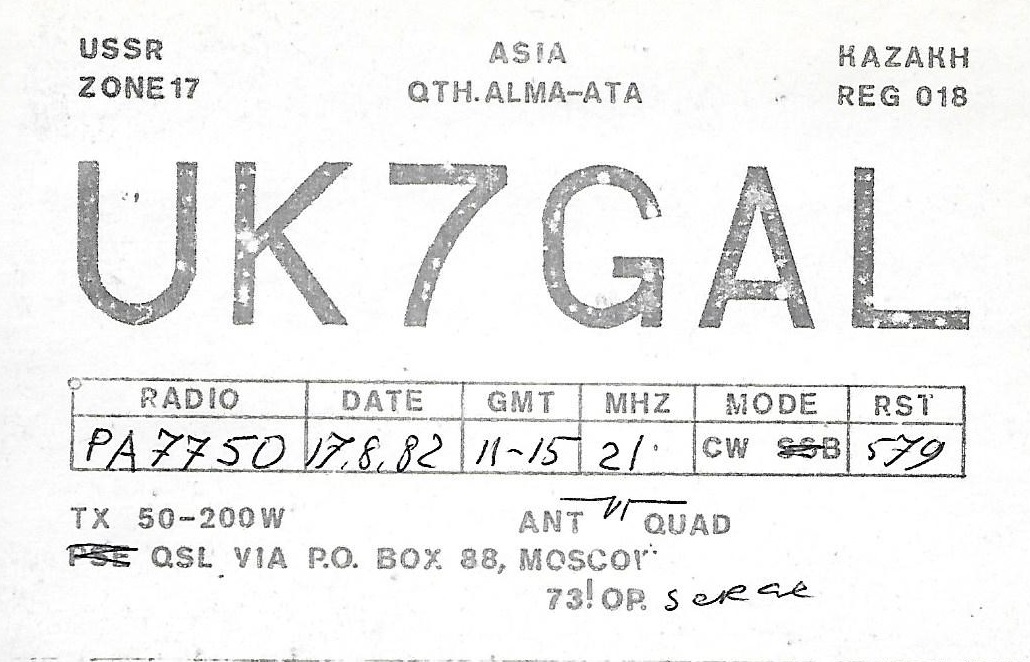 USSR ASIA KAZAKH
ZONE 17 QTH. ALMA-ATA REG 018
UK7GAL
RADIO DATE GMT MHZ MODE RST
PA7750 17.8.82 11-15 21 CW SSB 579
TX 50-200W ANT QUAD
PSE QSL VIA P.O. BOX 88, MOSCOW
73! OP. Serge